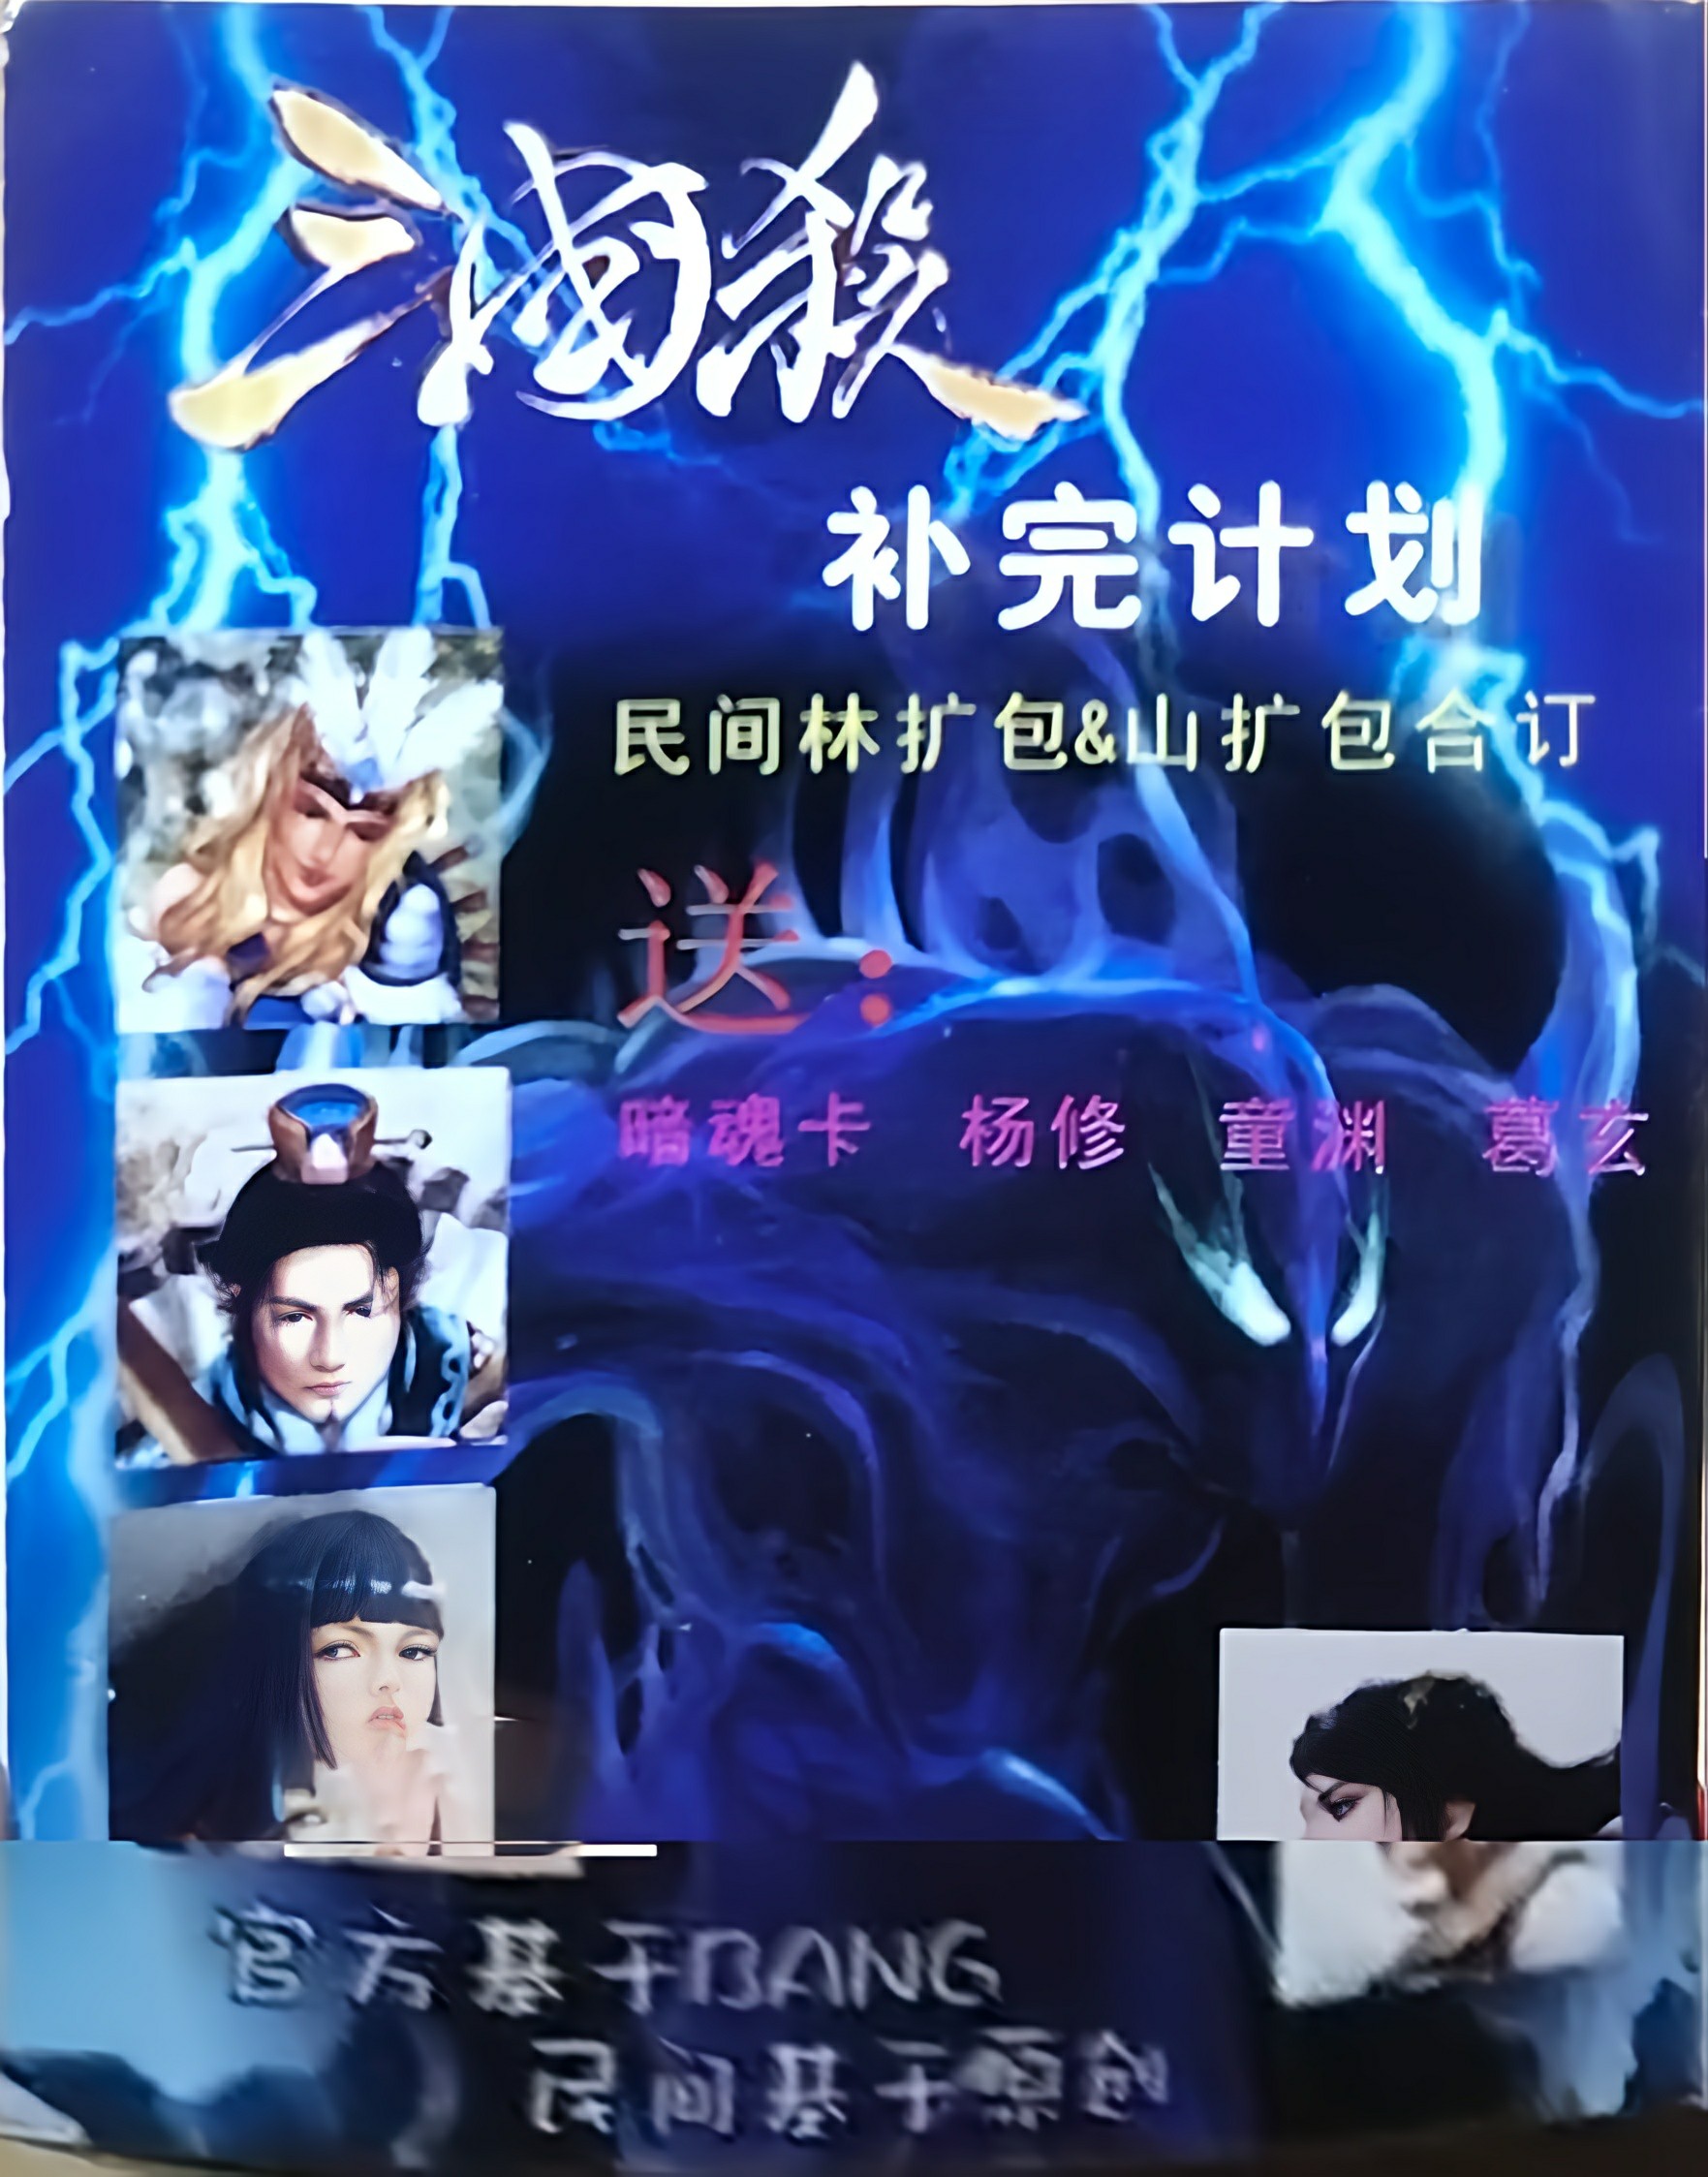 三国殺
补完计划
民间林扩包&山扩包合订
送：
暗魂卡 杨修 童渊 葛玄
官方基于BANG
民间基于原创